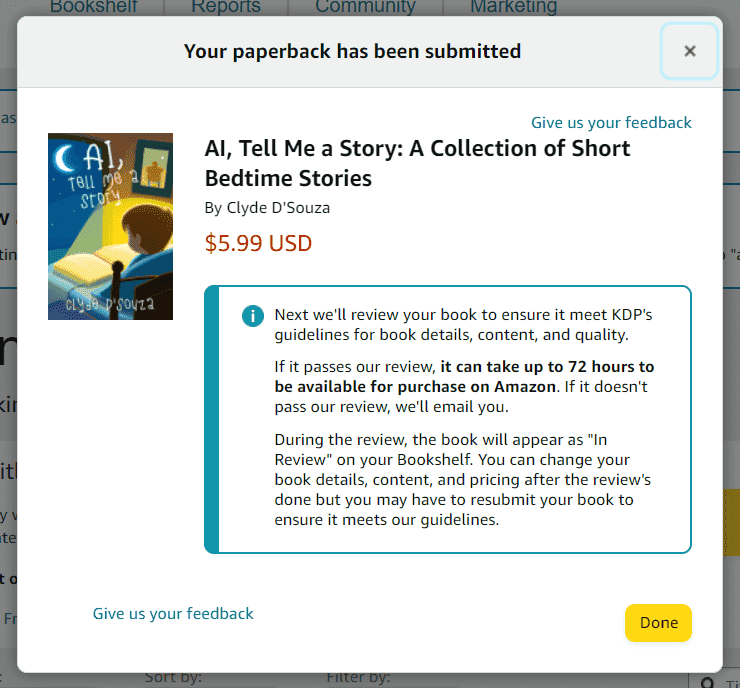 Bookshelf Reports Community Marketing
Your paperback has been submitted
×
Give us your feedback
AI, Tell Me a Story: A Collection of Short
Bedtime Stories
By Clyde D'Souza
$5.99 USD
AI,
Tell me a
Story
Clyde D'Souza
Next we'll review your book to ensure it meet KDP's
guidelines for book details, content, and quality.
If it passes our review, it can take up to 72 hours to
be available for purchase on Amazon. If it doesn't
pass our review, we'll email you.
During the review, the book will appear as "In
Review" on your Bookshelf. You can change your
book details, content, and pricing after the review's
done but you may have to resubmit your book to
ensure it meets our guidelines.
Give us your feedback
Done
Sort by: Filter by: